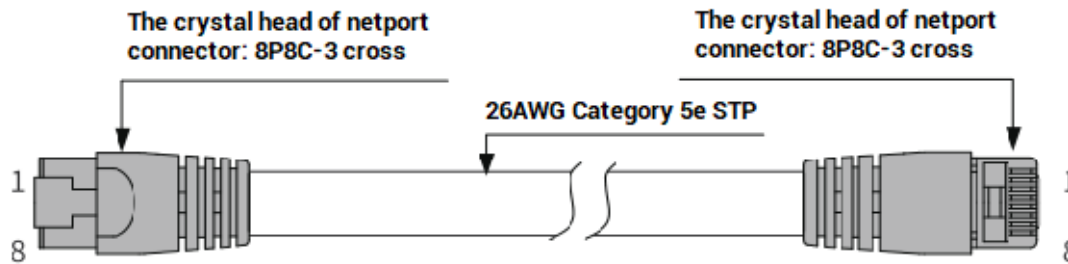 The crystal head of netport
connector: 8P8C-3 cross
The crystal head of netport
connector: 8P8C-3 cross
26AWG Category 5e STP
1
1
8
8